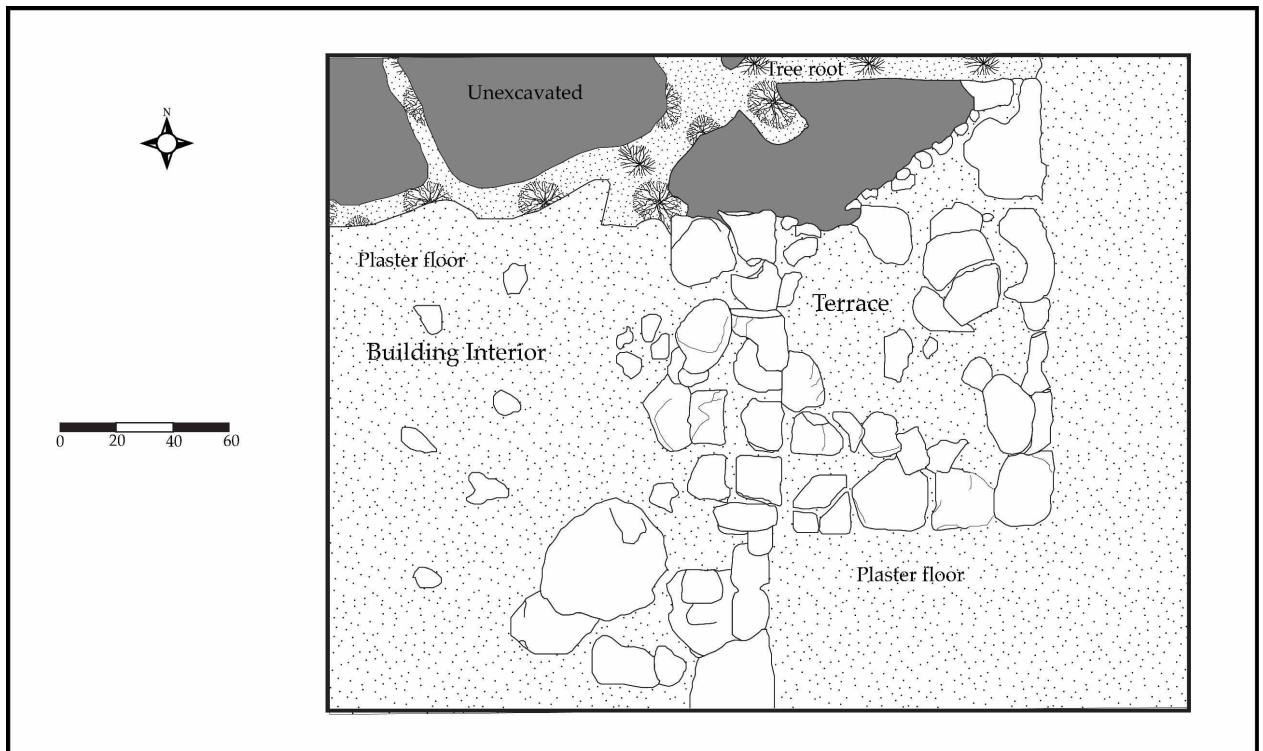 Tree root
Unexcavated
N
Plaster floor
Terrace
Building Interior
0 20 40 60
Plaster floor